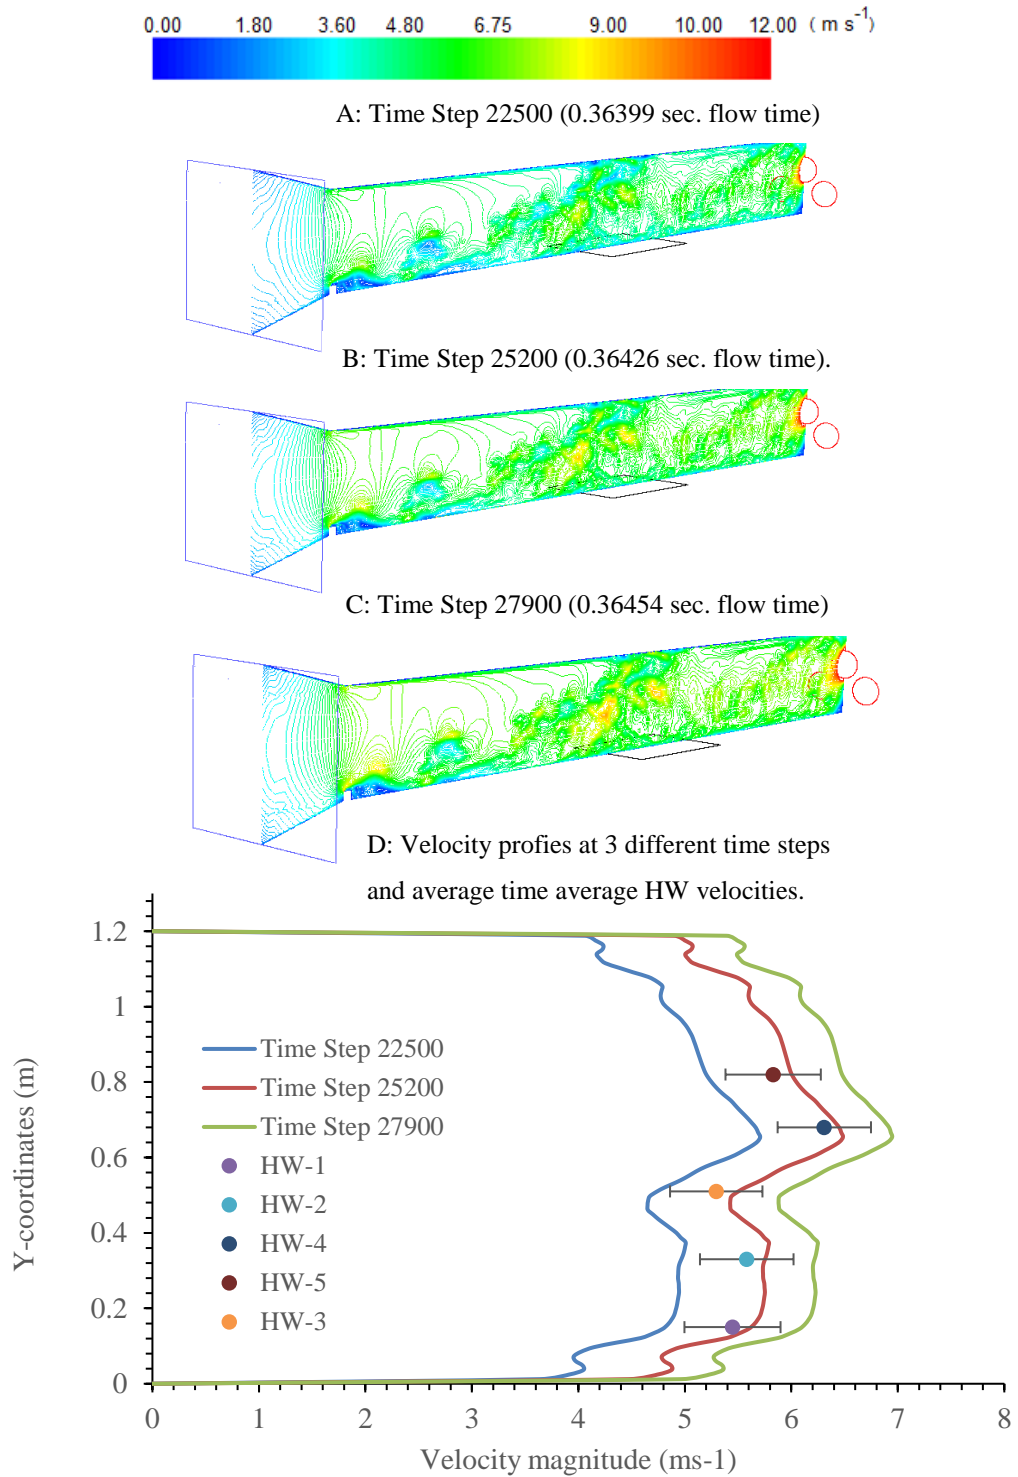 0.00 1.80 3.60 4.80 6.75 9.00 10.00 12.00 ( m s⁻¹)
A: Time Step 22500 (0.36399 sec. flow time)
B: Time Step 25200 (0.36426 sec. flow time).
C: Time Step 27900 (0.36454 sec. flow time)
D: Velocity profies at 3 different time steps
and average time average HW velocities.
1.2
1
0.8
0.6
0.4
0.2
0
Y-coordinates (m)
Time Step 22500
Time Step 25200
Time Step 27900
HW-1
HW-2
HW-4
HW-5
HW-3
0 1 2 3 4 5 6 7 8
Velocity magnitude (ms-1)